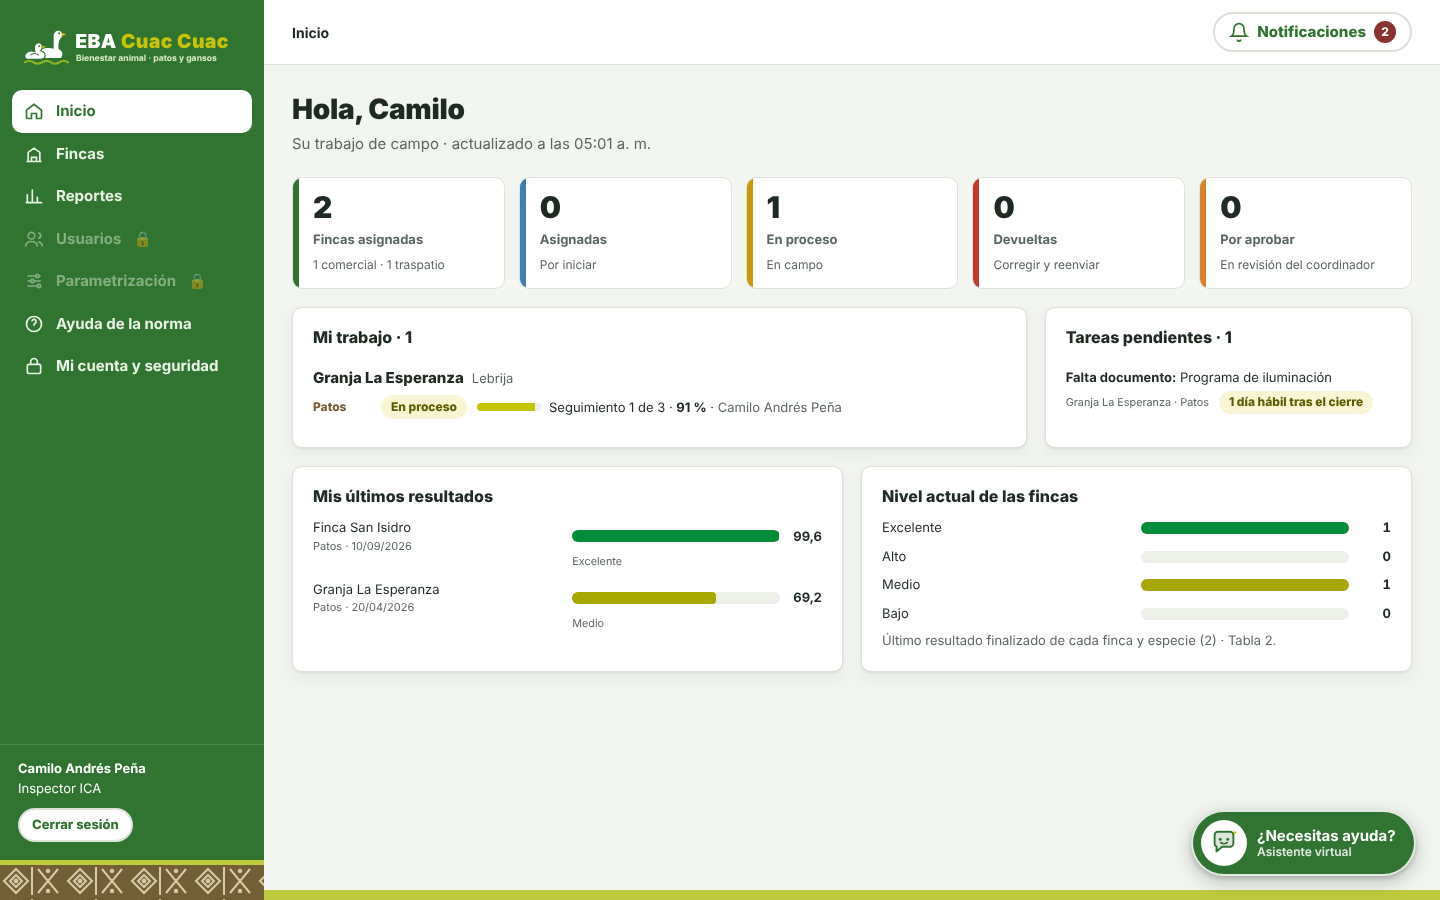 EBA Cuac Cuac
Bienestar animal · patos y gansos
Inicio
Fincas
Reportes
Usuarios
Parametrización
Ayuda de la norma
Mi cuenta y seguridad
Camilo Andrés Peña
Inspector ICA
Cerrar sesión
Inicio
Notificaciones 2
Hola, Camilo
Su trabajo de campo · actualizado a las 05:01 a. m.
2
Fincas asignadas
1 comercial · 1 traspatio
0
Asignadas
Por iniciar
1
En proceso
En campo
0
Devueltas
Corregir y reenviar
0
Por aprobar
En revisión del coordinador
Mi trabajo · 1
Granja La Esperanza Lebrija
Patos En proceso Seguimiento 1 de 3 · 91 % · Camilo Andrés Peña
Tareas pendientes · 1
Falta documento: Programa de iluminación
Granja La Esperanza · Patos 1 día hábil tras el cierre
Mis últimos resultados
Finca San Isidro
Patos · 10/09/2026
99,6
Excelente
Granja La Esperanza
Patos · 20/04/2026
69,2
Medio
Nivel actual de las fincas
Excelente 1
Alto 0
Medio 1
Bajo 0
Último resultado finalizado de cada finca y especie (2) · Tabla 2.
¿Necesitas ayuda?
Asistente virtual